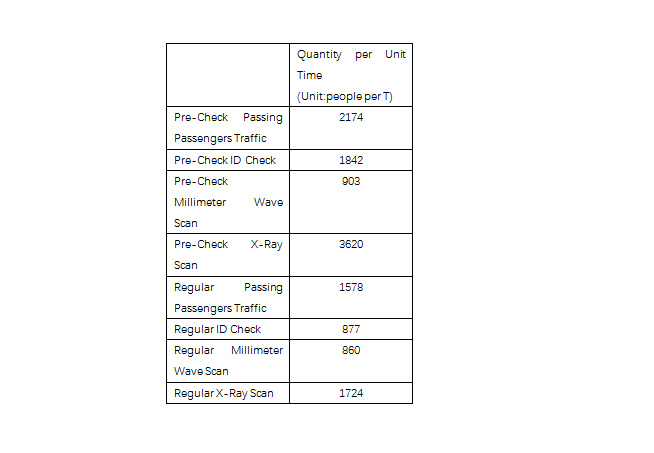 Quantity per Unit
Time
(Unit:people per T)
Pre-Check Passing
Passengers Traffic
2174
Pre-Check ID Check
1842
Pre-Check
Millimeter Wave
Scan
903
Pre-Check X-Ray
Scan
3620
Regular Passing
Passengers Traffic
1578
Regular ID Check
877
Regular Millimeter
Wave Scan
860
Regular X-Ray Scan
1724